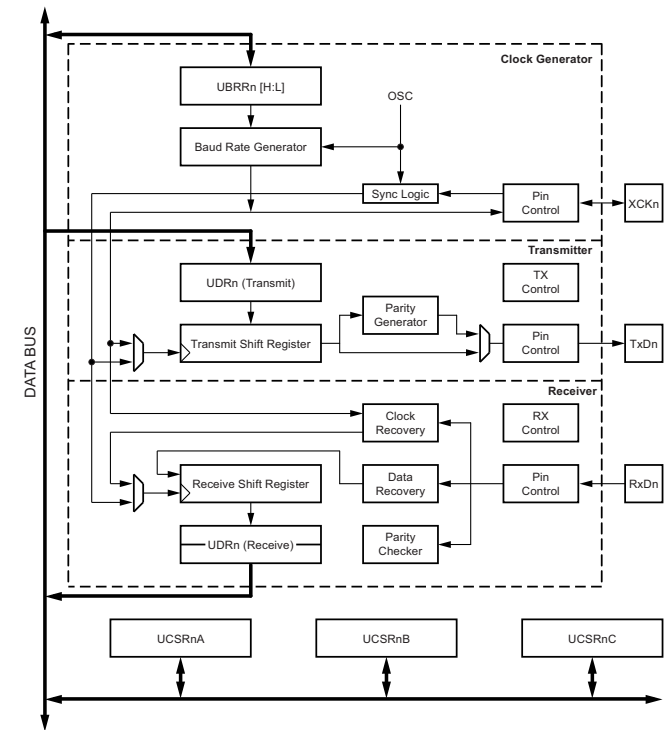 Clock Generator
UBRRn [H:L]
OSC
Baud Rate Generator
Sync Logic
Pin
Control
XCKn
Transmitter
UDRn (Transmit)
TX
Control
Parity
Generator
Transmit Shift Register
Pin
Control
TxDn
DATA BUS
Receiver
Clock
Recovery
RX
Control
Receive Shift Register
Data
Recovery
Pin
Control
RxDn
UDRn (Receive)
Parity
Checker
UCSRnA
UCSRnB
UCSRnC